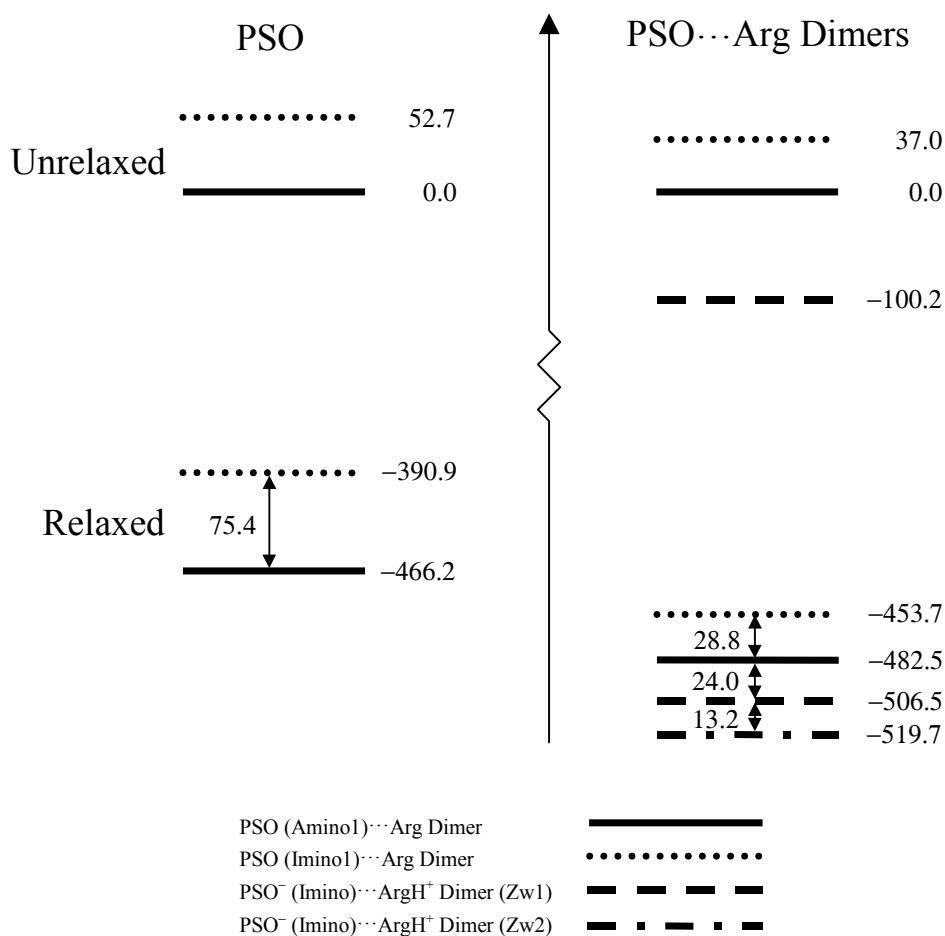 PSO
PSO···Arg Dimers
52.7
Unrelaxed
0.0
37.0
0.0
−100.2
−390.9
75.4
Relaxed
−466.2
−453.7
28.8
−482.5
24.0
−506.5
13.2
−519.7
PSO (Amino1)···Arg Dimer
PSO (Imino1)···Arg Dimer
PSO⁻ (Imino)···ArgH⁺ Dimer (Zw1)
PSO⁻ (Imino)···ArgH⁺ Dimer (Zw2)